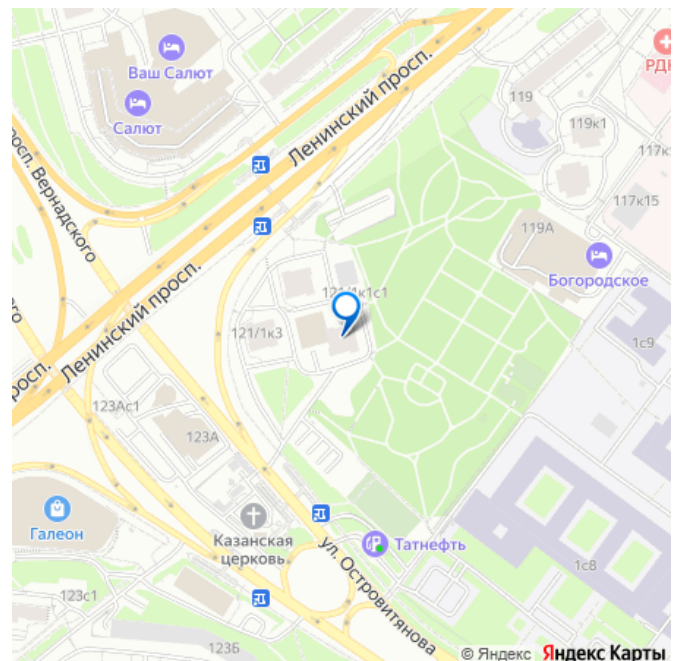 Ваш Салют
Салют
просп. Вернадского
Ленинский просп.
119
РДК
119к1
117к15
119А
Богородское
121/1к1с1
121/1к3
1с9
Ленинский просп.
просп.
123Ас1
123А
Галеон
Казанская
церковь
Татнефть
ул. Островитянова
1с8
123с1
123Б
© Яндекс Яндекс Карты